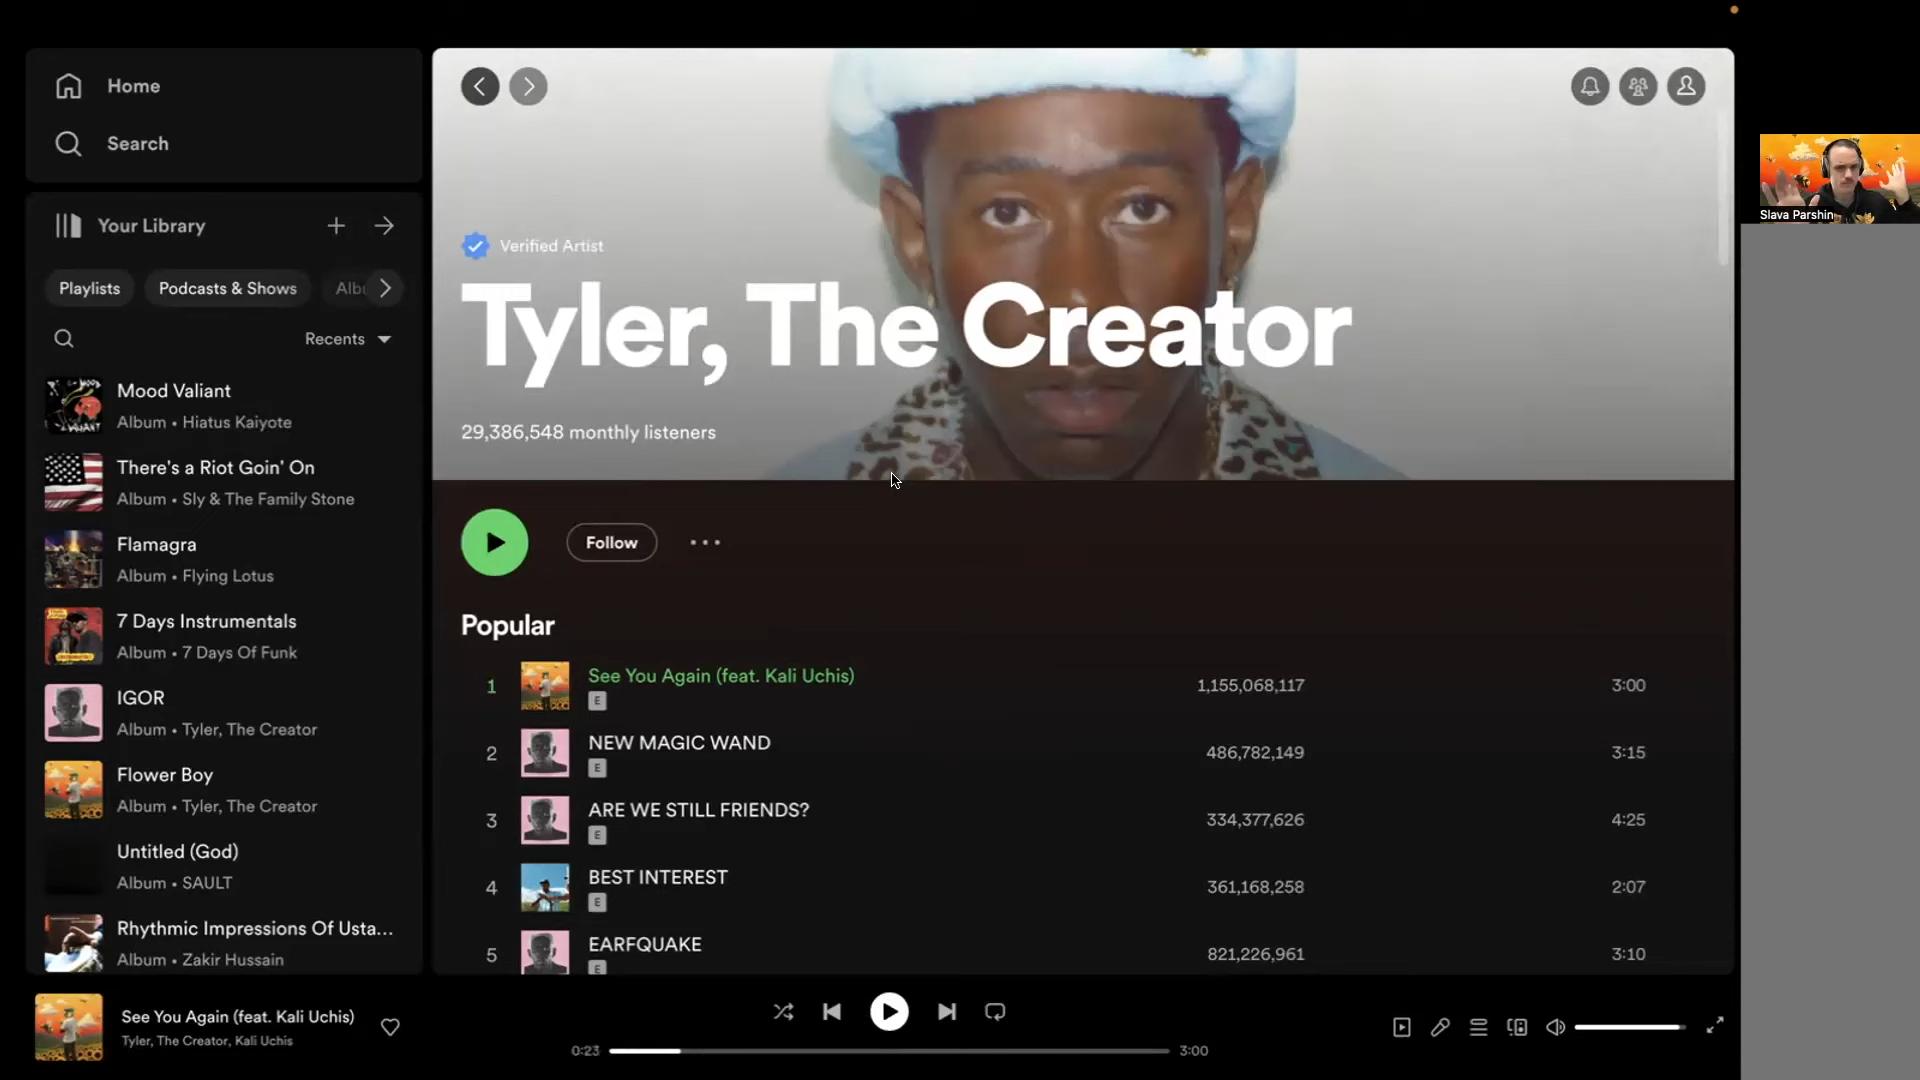 Home
Search
Your Library
Playlists
Podcasts & Shows
Recents
Mood Valiant
Album • Hiatus Kaiyote
There's a Riot Goin' On
Album • Sly & The Family Stone
Flamagra
Album • Flying Lotus
7 Days Instrumentals
Album • 7 Days Of Funk
IGOR
Album • Tyler, The Creator
Flower Boy
Album • Tyler, The Creator
Untitled (God)
Album • SAULT
Rhythmic Impressions Of Usta...
Album • Zakir Hussain
Verified Artist
Tyler, The Creator
29,386,548 monthly listeners
Follow
Popular
1 See You Again (feat. Kali Uchis) 1,155,068,117 3:00
E
2 NEW MAGIC WAND 486,782,149 3:15
E
3 ARE WE STILL FRIENDS? 334,377,626 4:25
E
4 BEST INTEREST 361,168,258 2:07
E
5 EARFQUAKE 821,226,961 3:10
E
See You Again (feat. Kali Uchis)
Tyler, The Creator, Kali Uchis
0:23
3:00
Slava Parshin